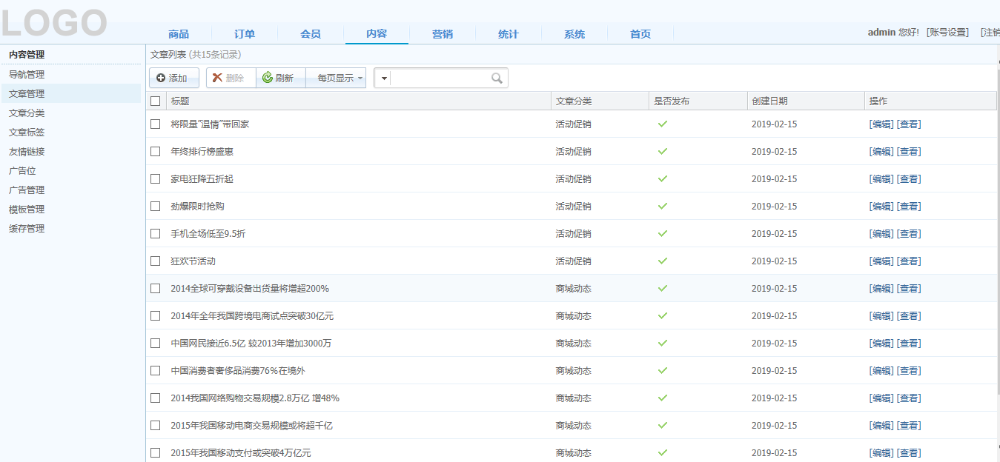 LOGO
商品 订单 会员 内容 营销 统计 系统 首页
admin 您好! [账号设置] [注销
内容管理
导航管理
文章管理
文章分类
文章标签
友情链接
广告位
广告管理
模板管理
缓存管理
文章列表 (共15条记录)
添加 删除 刷新 每页显示
标题 文章分类 是否发布 创建日期 操作
将限量"温情"带回家 活动促销 2019-02-15 [编辑] [查看]
年终排行榜盛惠 活动促销 2019-02-15 [编辑] [查看]
家电狂降五折起 活动促销 2019-02-15 [编辑] [查看]
劲爆限时抢购 活动促销 2019-02-15 [编辑] [查看]
手机全场低至9.5折 活动促销 2019-02-15 [编辑] [查看]
狂欢节活动 活动促销 2019-02-15 [编辑] [查看]
2014全球可穿戴设备出货量将增超200% 商城动态 2019-02-15 [编辑] [查看]
2014年全年我国跨境电商试点突破30亿元 商城动态 2019-02-15 [编辑] [查看]
中国网民接近6.5亿 较2013年增加3000万 商城动态 2019-02-15 [编辑] [查看]
中国消费者奢侈品消费76%在境外 商城动态 2019-02-15 [编辑] [查看]
2014我国网络购物交易规模2.8万亿 增48% 商城动态 2019-02-15 [编辑] [查看]
2015年我国移动电商交易规模或将超千亿 商城动态 2019-02-15 [编辑] [查看]
2015年我国移动支付或突破4万亿元 商城动态 2019-02-15 [编辑] [查看]